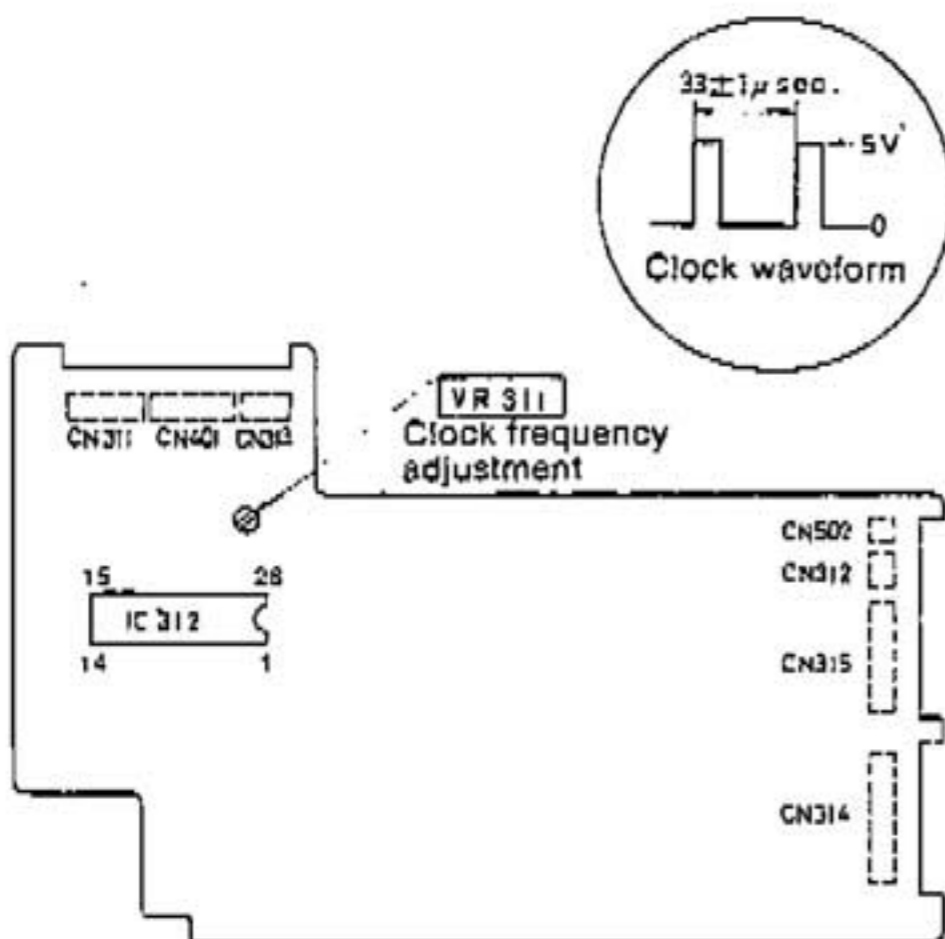 33±1μ sec.
5V
0
Clock waveform
VR 311
Clock frequency
adjustment
CN311 CN401 CN313
CN502
CN312
15 28
IC 312
14 1
CN315
CN314